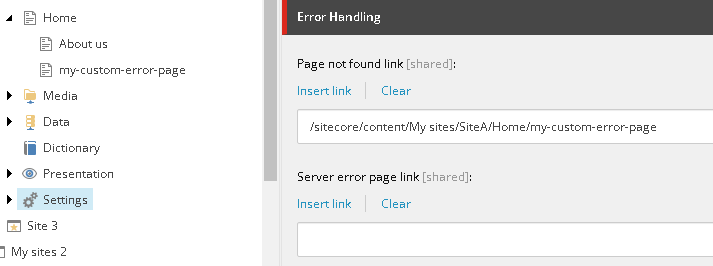 Home
About us
my-custom-error-page
Media
Data
Dictionary
Presentation
Settings
Site 3
My sites 2
Error Handling
Page not found link [shared]:
Insert link Clear
/sitecore/content/My sites/SiteA/Home/my-custom-error-page
Server error page link [shared]:
Insert link Clear